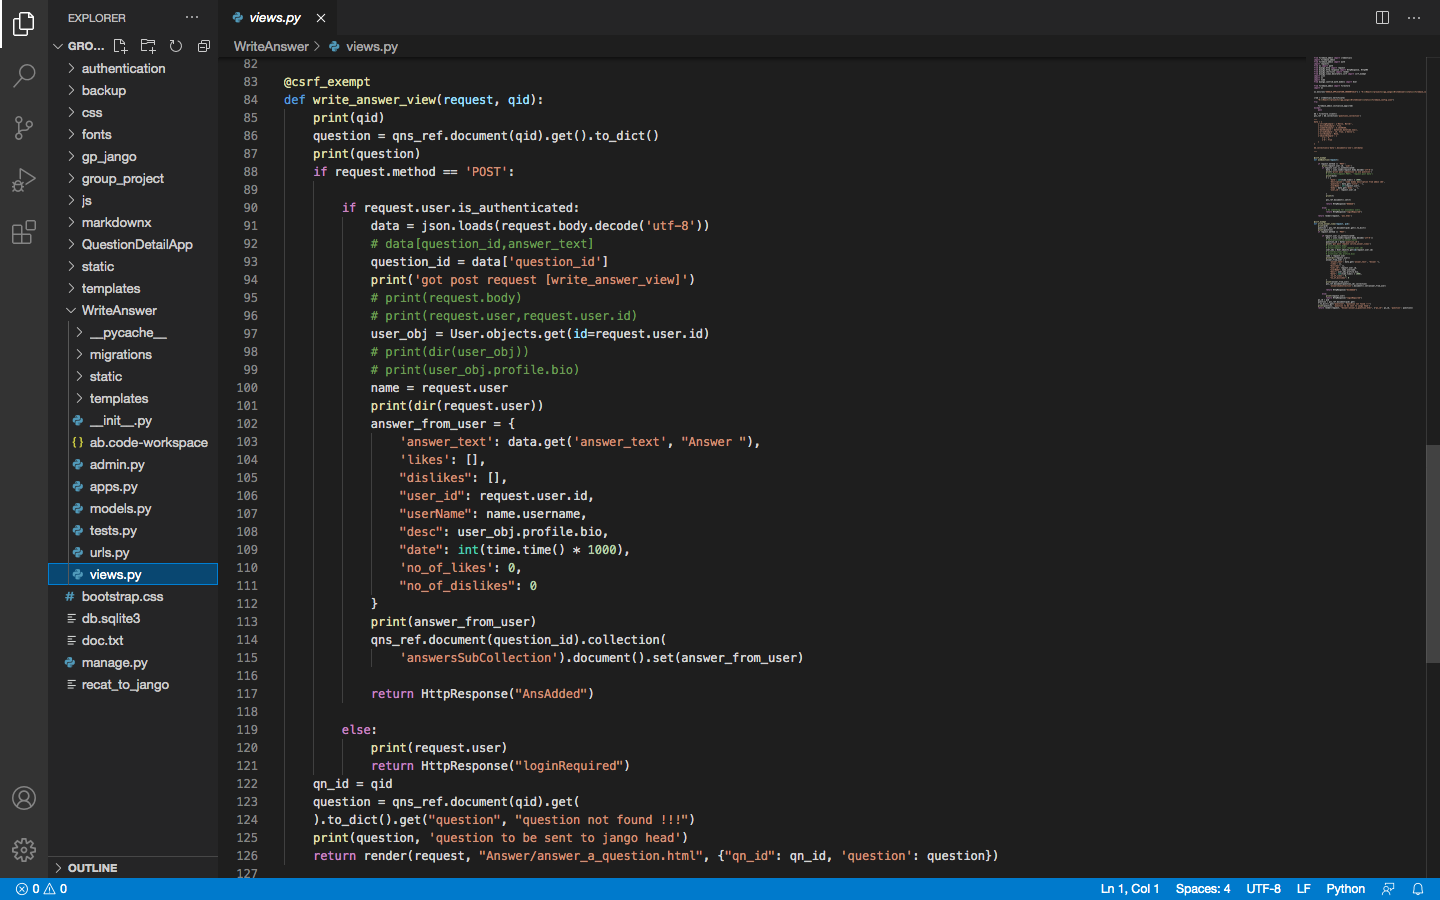 EXPLORER
GRO...
authentication
backup
css
fonts
gp_jango
group_project
js
markdownx
QuestionDetailApp
static
templates
WriteAnswer
__pycache__
migrations
static
templates
__init__.py
ab.code-workspace
admin.py
apps.py
models.py
tests.py
urls.py
views.py
bootstrap.css
db.sqlite3
doc.txt
manage.py
recat_to_jango
OUTLINE
views.py
WriteAnswer > views.py
82
83 @csrf_exempt
84 def write_answer_view(request, qid):
85 print(qid)
86 question = qns_ref.document(qid).get().to_dict()
87 print(question)
88 if request.method == 'POST':
89
90 if request.user.is_authenticated:
91 data = json.loads(request.body.decode('utf-8'))
92 # data[question_id,answer_text]
93 question_id = data['question_id']
94 print('got post request [write_answer_view]')
95 # print(request.body)
96 # print(request.user,request.user.id)
97 user_obj = User.objects.get(id=request.user.id)
98 # print(dir(user_obj))
99 # print(user_obj.profile.bio)
100 name = request.user
101 print(dir(request.user))
102 answer_from_user = {
103 'answer_text': data.get('answer_text', "Answer "),
104 'likes': [],
105 "dislikes": [],
106 "user_id": request.user.id,
107 "userName": name.username,
108 "desc": user_obj.profile.bio,
109 "date": int(time.time() * 1000),
110 'no_of_likes': 0,
111 "no_of_dislikes": 0
112 }
113 print(answer_from_user)
114 qns_ref.document(question_id).collection(
115 'answersSubCollection').document().set(answer_from_user)
116
117 return HttpResponse("AnsAdded")
118
119 else:
120 print(request.user)
121 return HttpResponse("loginRequired")
122 qn_id = qid
123 question = qns_ref.document(qid).get(
124 ).to_dict().get("question", "question not found !!!")
125 print(question, 'question to be sent to jango head')
126 return render(request, "Answer/answer_a_question.html", {"qn_id": qn_id, 'question': question})
127
0 0
Ln 1, Col 1 Spaces: 4 UTF-8 LF Python